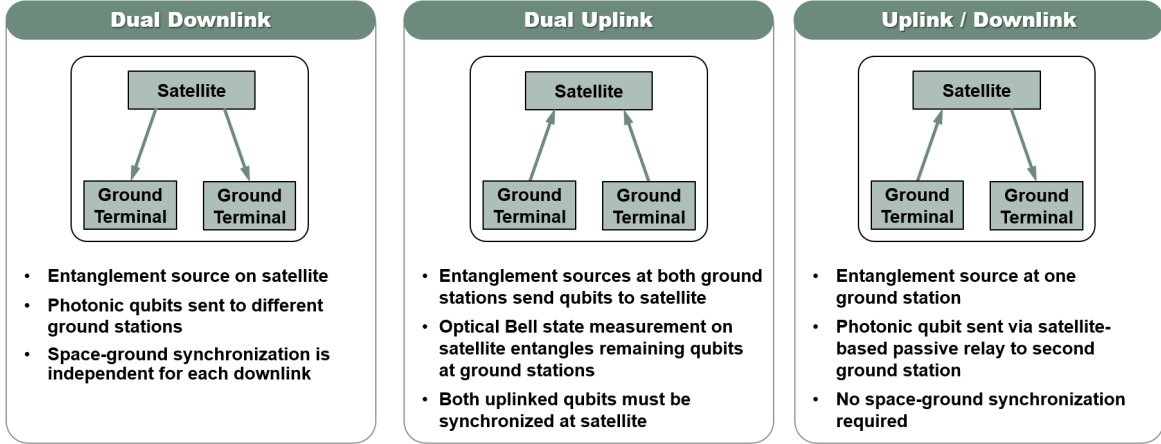 Dual Downlink
Satellite
Ground
Terminal
Ground
Terminal
• Entanglement source on satellite
• Photonic qubits sent to different
ground stations
• Space-ground synchronization is
independent for each downlink
Dual Uplink
Satellite
Ground
Terminal
Ground
Terminal
• Entanglement sources at both ground
stations send qubits to satellite
• Optical Bell state measurement on
satellite entangles remaining qubits
at ground stations
• Both uplinked qubits must be
synchronized at satellite
Uplink / Downlink
Satellite
Ground
Terminal
Ground
Terminal
• Entanglement source at one
ground station
• Photonic qubit sent via satellite-
based passive relay to second
ground station
• No space-ground synchronization
required